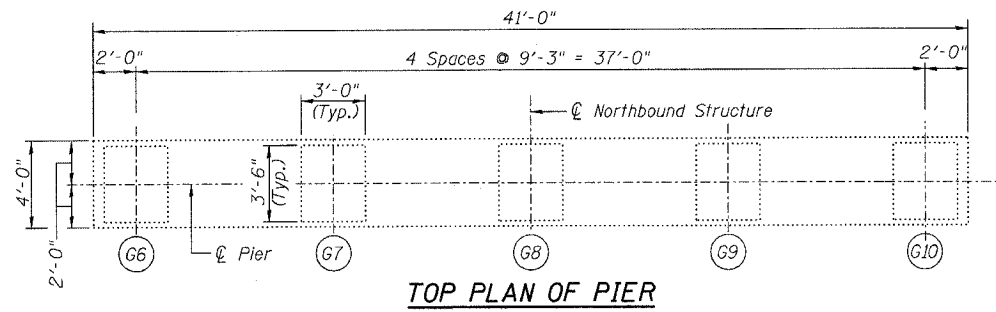 41'-0"
2'-0"
4 Spaces @ 9'-3" = 37'-0"
2'-0"
3'-0"
(Typ.)
℄ Northbound Structure
4'-0"
3'-6"
(Typ.)
2'-0"
G6
℄ Pier
G7
G8
G9
G10
TOP PLAN OF PIER